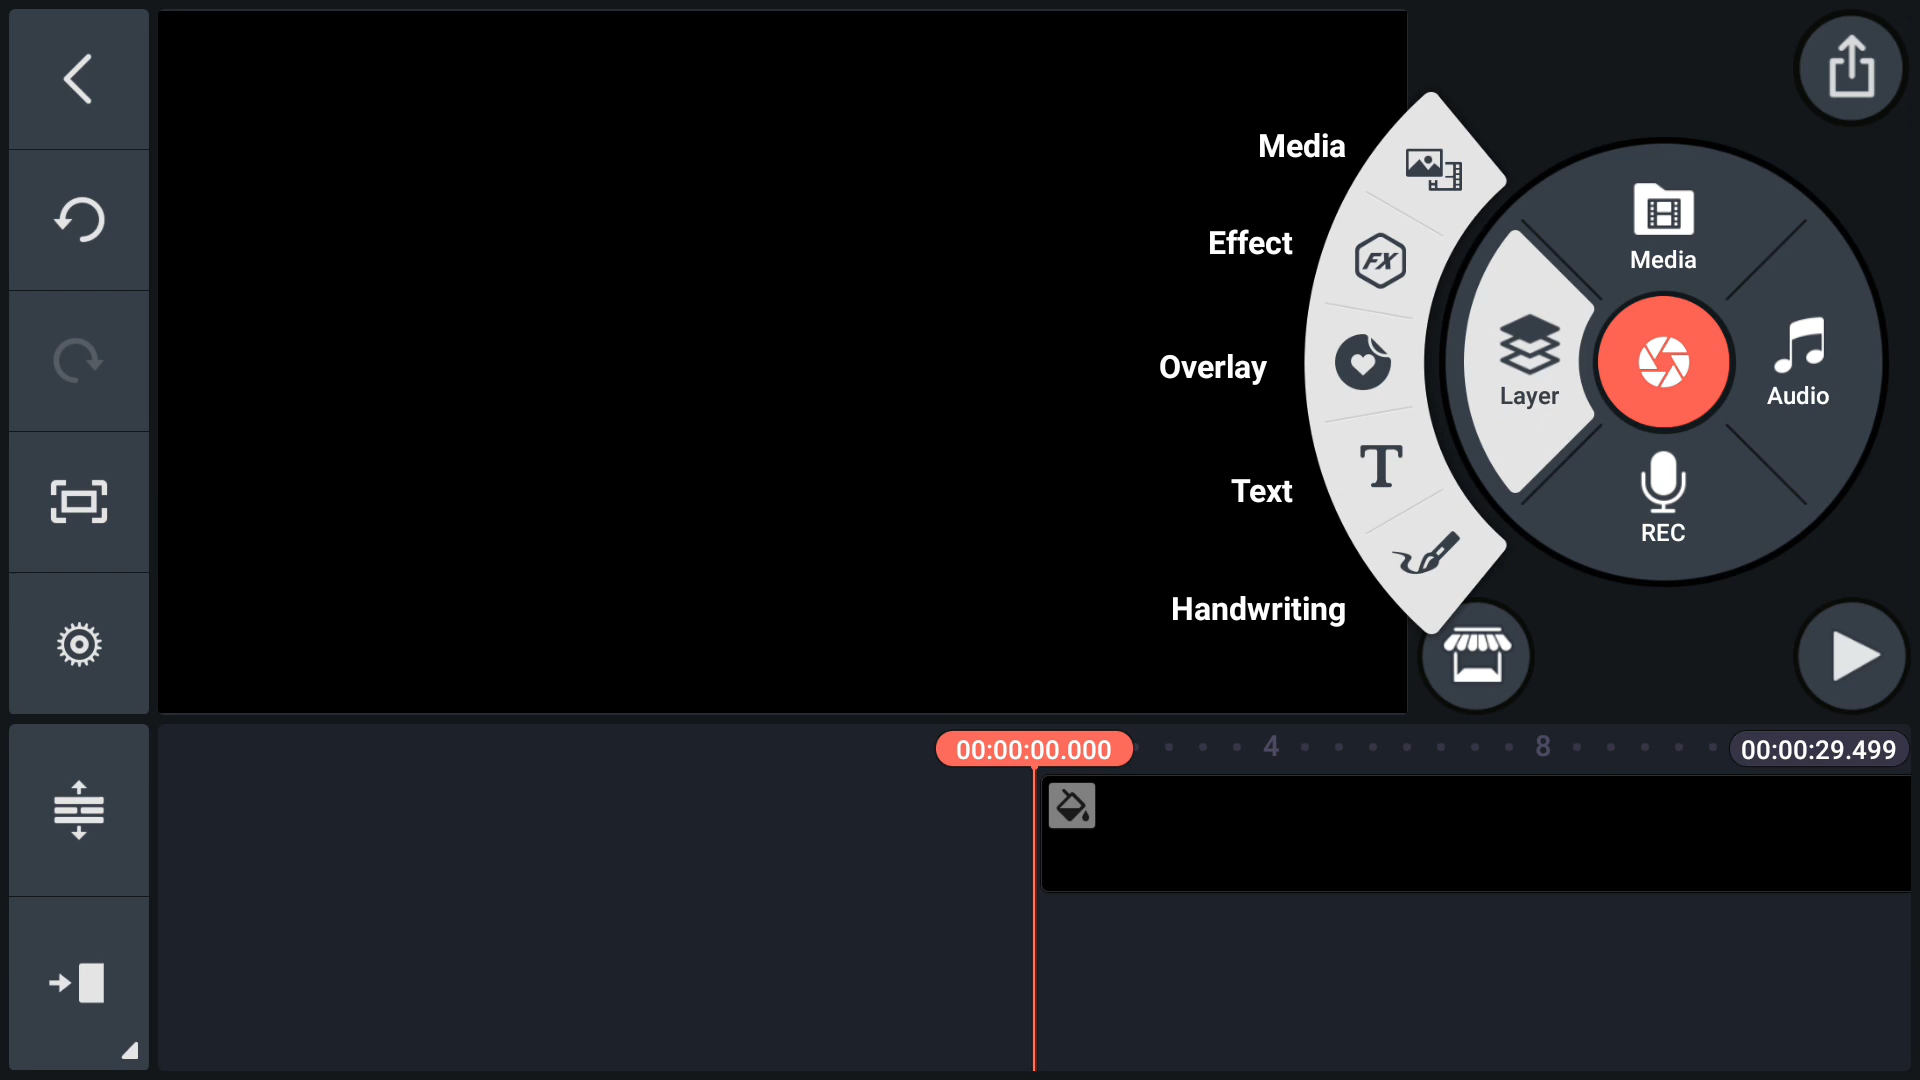 Media
Effect
Overlay
Text
Handwriting
Media
Layer
Audio
REC
00:00:00.000
4
8
00:00:29.499